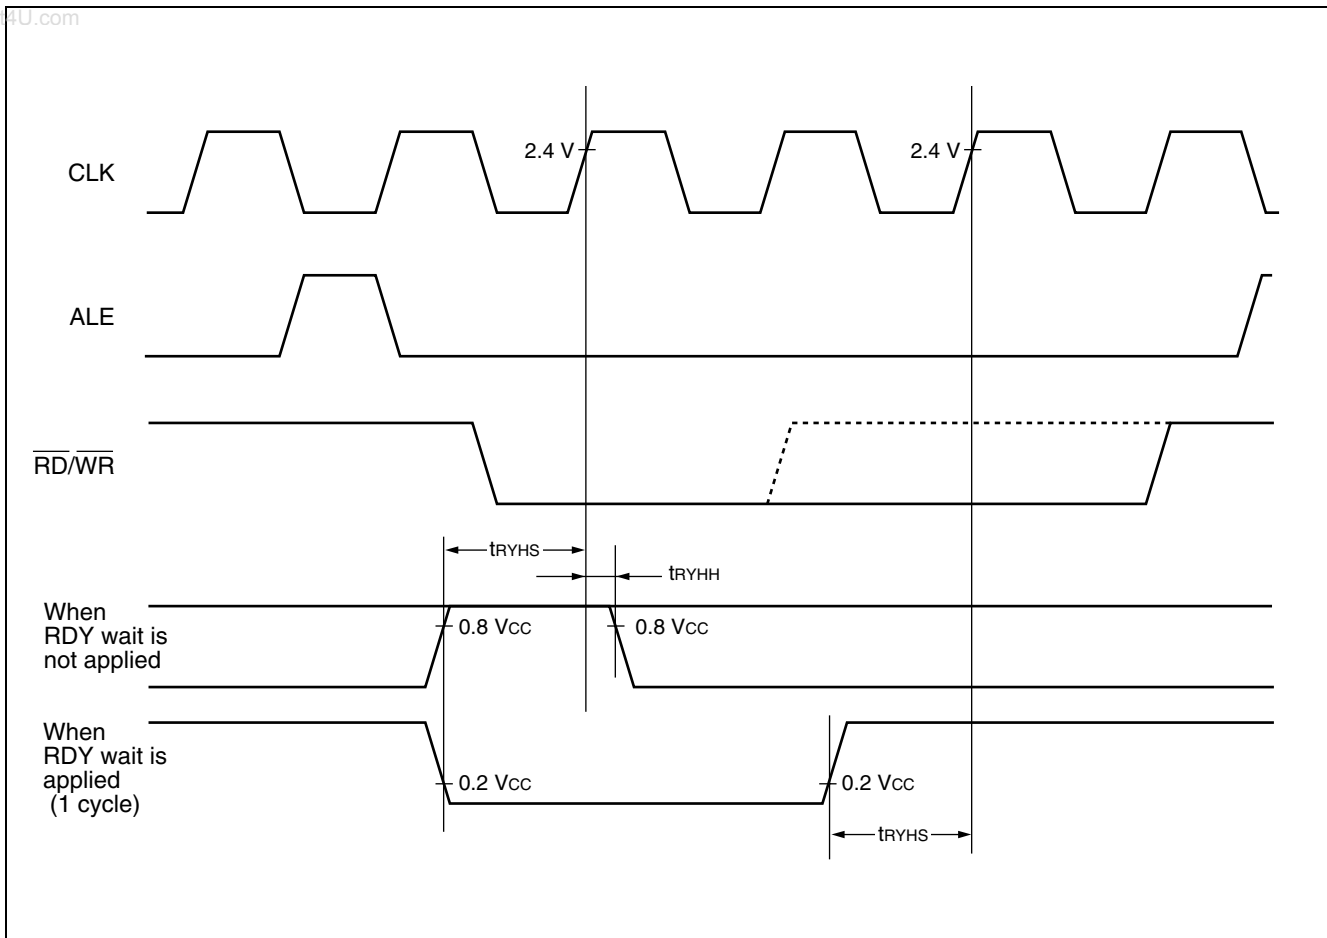 t4U.com
2.4 V
2.4 V
CLK
ALE
RD/WR
tRYHS
tRYHH
When
RDY wait is
not applied
0.8 VCC
0.8 VCC
When
RDY wait is
applied
(1 cycle)
0.2 VCC
0.2 VCC
tRYHS